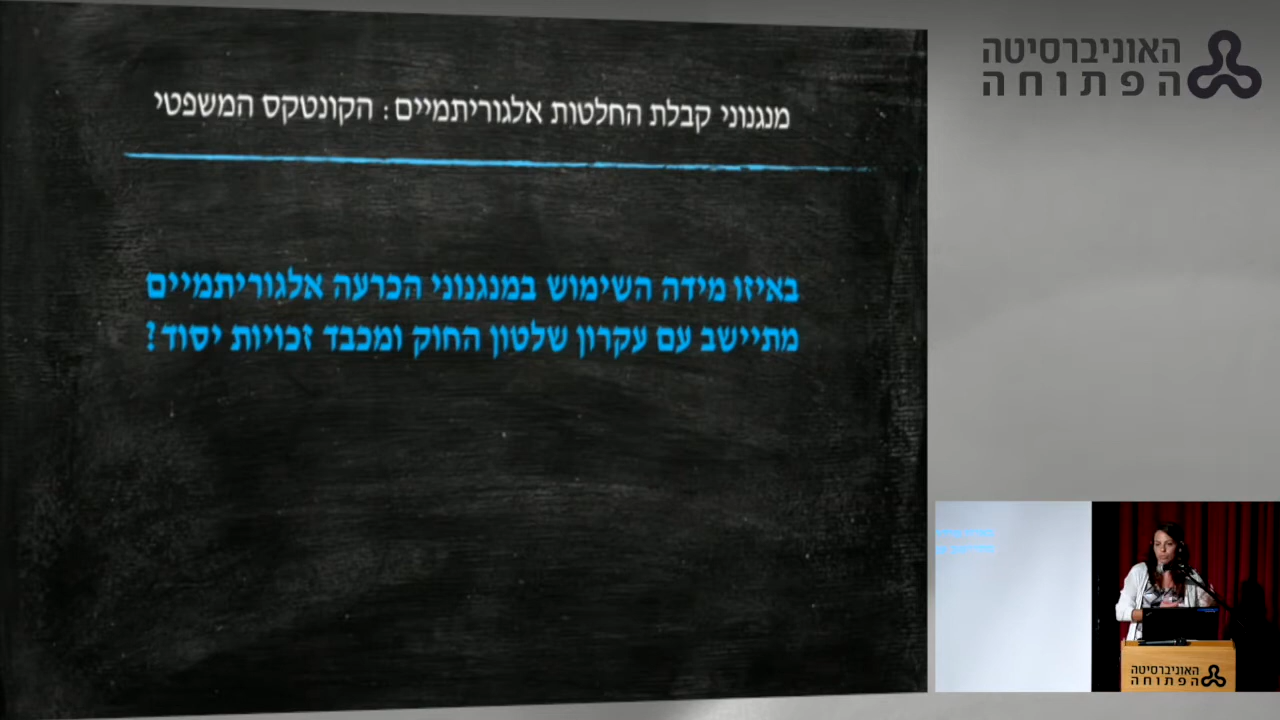 האוניברסיטה
הפתוחה
מנגנוני קבלת החלטות אלגוריתמיים: הקונטקס המשפטי
באיזו מידה השימוש במנגנוני הכרעה אלגוריתמיים
מתיישב עם עקרון שלטון החוק ומכבד זכויות יסוד?
האוניברסיטה
הפתוחה